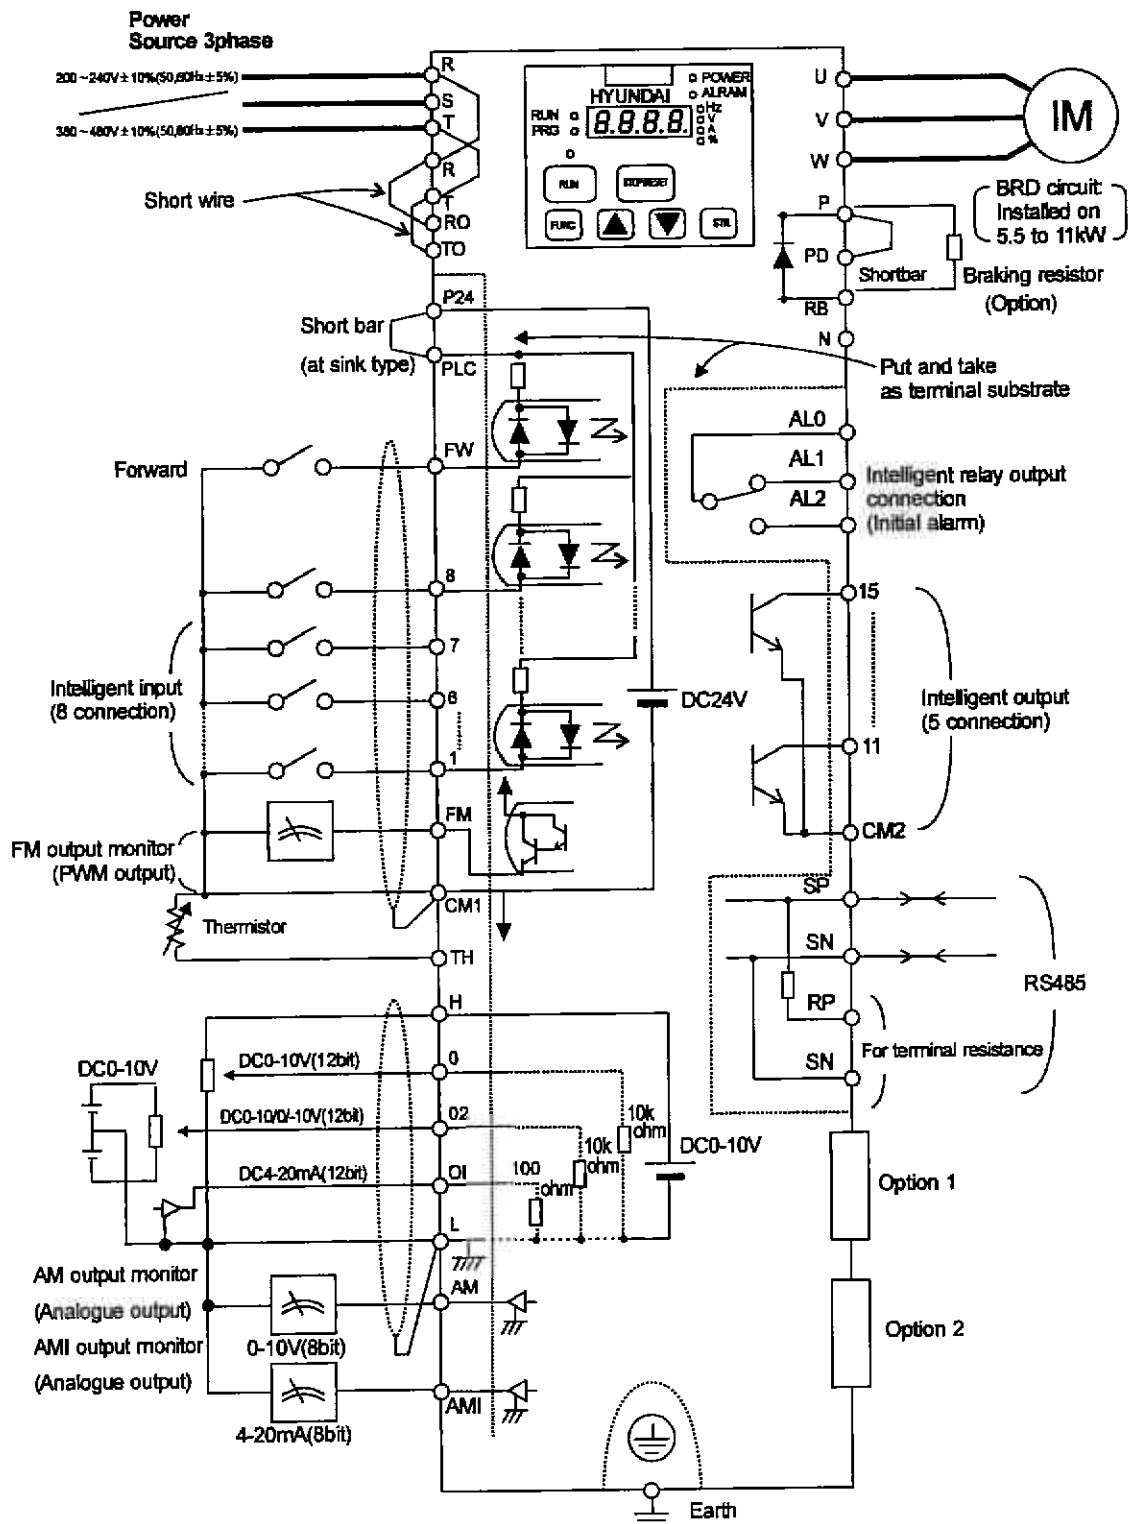 Power
Source 3phase
200~240V±10%(50,60Hz±5%)
380~480V±10%(50,60Hz±5%)
R
S
T
R
T
RO
TO
Short wire
HYUNDAI
POWER
ALRAM
Hz
V
A
%
RUN
PRG
8.8.8.8.
RUN
STOP/RESET
FUNC
STR
U
V
W
IM
P
PD
RB
N
BRD circuit:
Installed on
5.5 to 11kW
Shortbar
Braking resistor
(Option)
P24
Short bar
(at sink type)
PLC
Put and take
as terminal substrate
Forward
FW
8
7
6
1
Intelligent input
(8 connection)
DC24V
AL0
AL1
AL2
Intelligent relay output
connection
(Initial alarm)
15
11
CM2
Intelligent output
(5 connection)
FM
FM output monitor
(PWM output)
CM1
Thermistor
TH
SP
SN
RP
SN
RS485
For terminal resistance
H
DC0-10V
DC0-10V(12bit)
0
DC0-10/0/-10V(12bit)
02
DC4-20mA(12bit)
OI
L
100
ohm
10k
ohm
10k
ohm
DC0-10V
Option 1
Option 2
AM output monitor
(Analogue output)
AM
0-10V(8bit)
AMI output monitor
(Analogue output)
AMI
4-20mA(8bit)
Earth